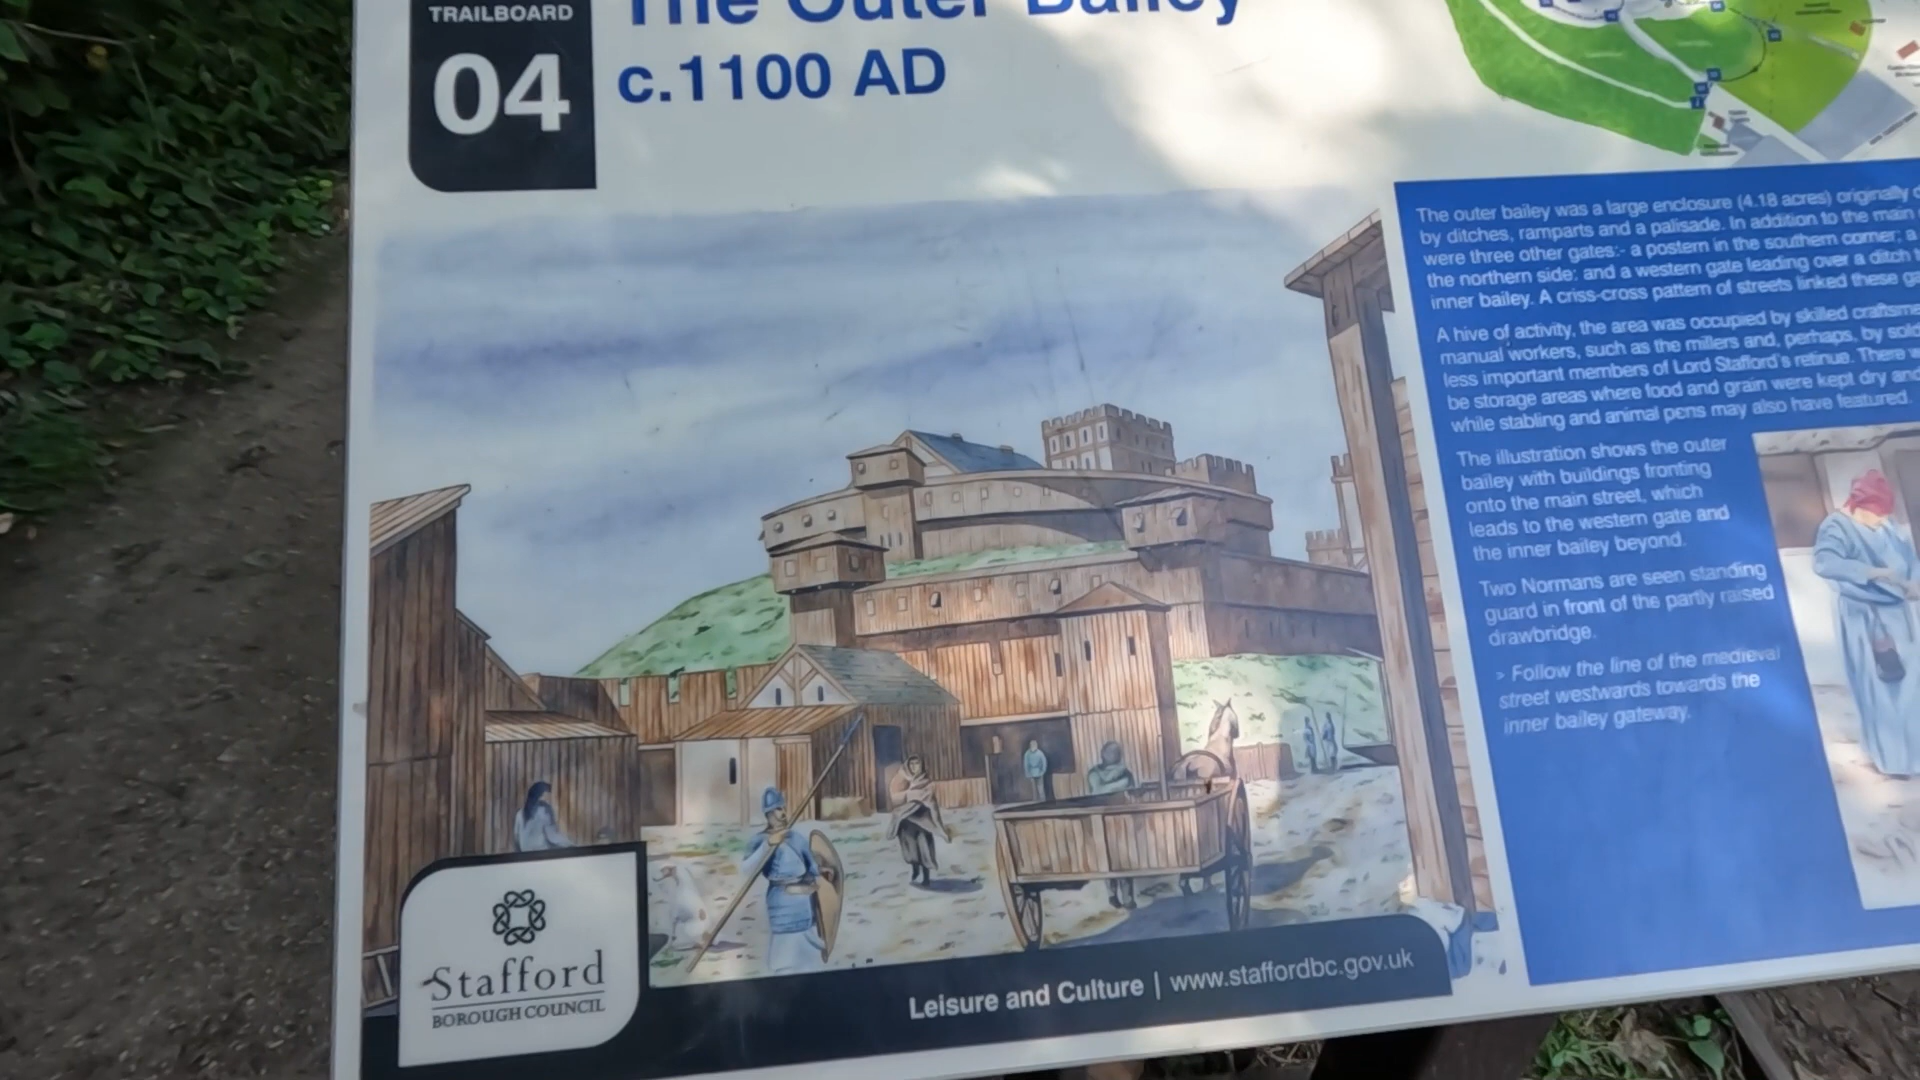 TRAILBOARD
04
The Outer Bailey
c.1100 AD
The outer bailey was a large enclosure (4.18 acres) originally
by ditches, ramparts and a palisade. In addition to the main
were three other gates:- a postern in the southern corner; a
the northern side; and a western gate leading over a ditch
inner bailey. A criss-cross pattern of streets linked these
A hive of activity, the area was occupied by skilled
manual workers, such as the millers and, perhaps, by
less important members of Lord Stafford's retinue. There
be storage areas where food and grain were kept dry and
while stabling and animal pens may also have featured.
The illustration shows the outer
bailey with buildings fronting
onto the main street, which
leads to the western gate and
the inner bailey beyond.
Two Normans are seen standing
guard in front of the partly raised
drawbridge.
> Follow the line of the medieval
street westwards towards the
inner bailey gateway.
Stafford
BOROUGH COUNCIL
Leisure and Culture | www.staffordbc.gov.uk